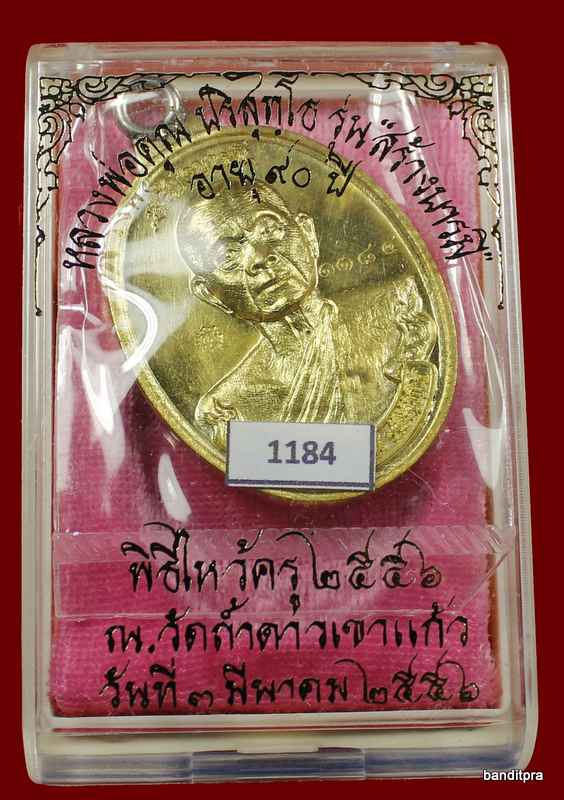 หลวงพ่อคูณ ปริสุทฺโธ รุ่น "สร้างบารมี"
อายุ ๙๐ ปี
๑๑๘๔
1184
พิธีไหว้ครู ๒๕๕๖
ณ.วัดถ้ำดาวเขาแก้ว
วันที่ ๓ มีนาคม ๒๕๕๖
banditpra